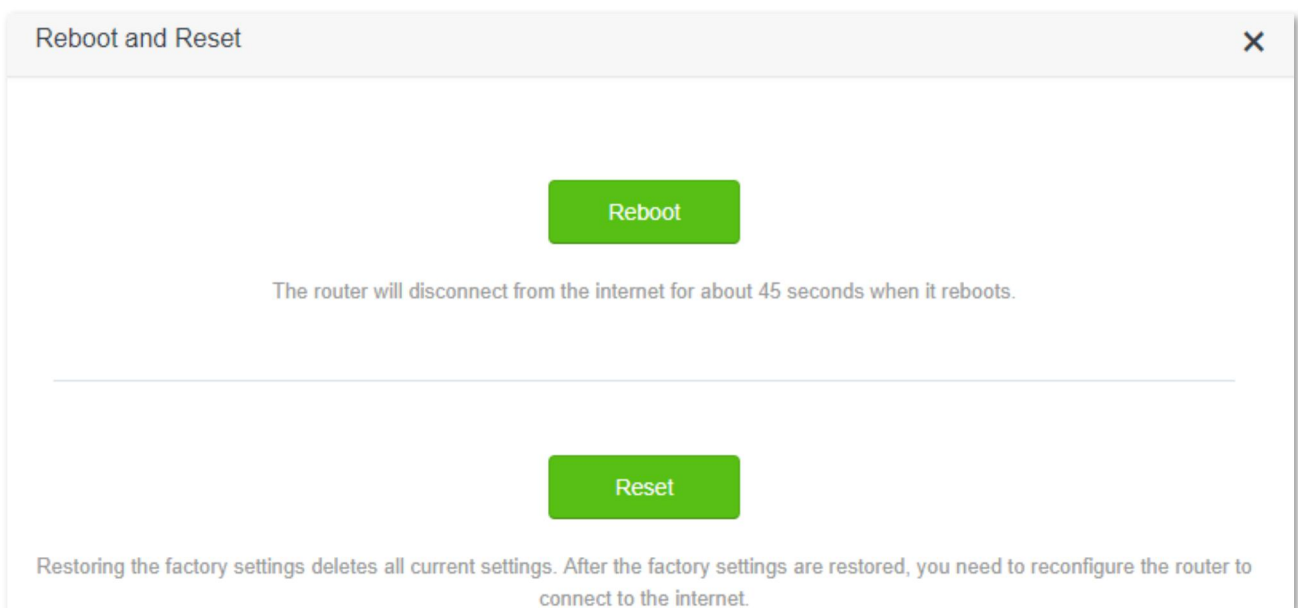 Reboot and Reset
Reboot
The router will disconnect from the internet for about 45 seconds when it reboots.
Reset
Restoring the factory settings deletes all current settings. After the factory settings are restored, you need to reconfigure the router to
connect to the internet.